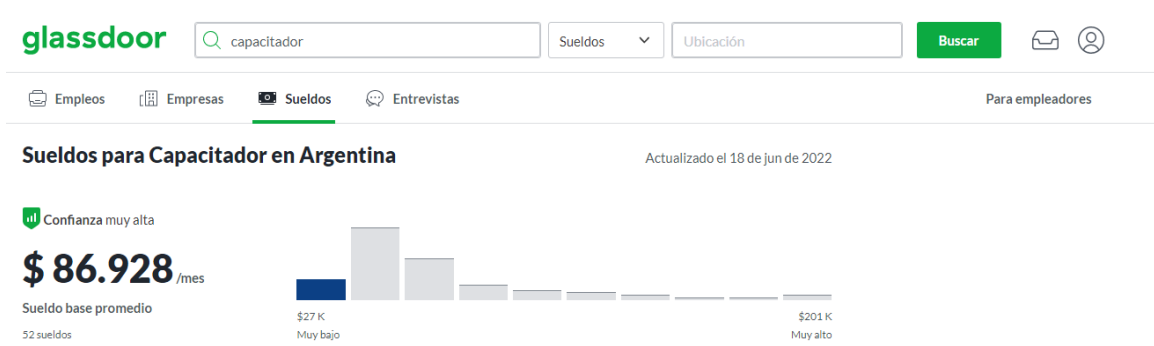 glassdoor capacitador Sueldos Ubicación Buscar
Empleos Empresas Sueldos Entrevistas Para empleadores
Sueldos para Capacitador en Argentina Actualizado el 18 de jun de 2022
Confianza muy alta
$ 86.928 /mes
Sueldo base promedio
52 sueldos
$27 K $201 K
Muy bajo Muy alto